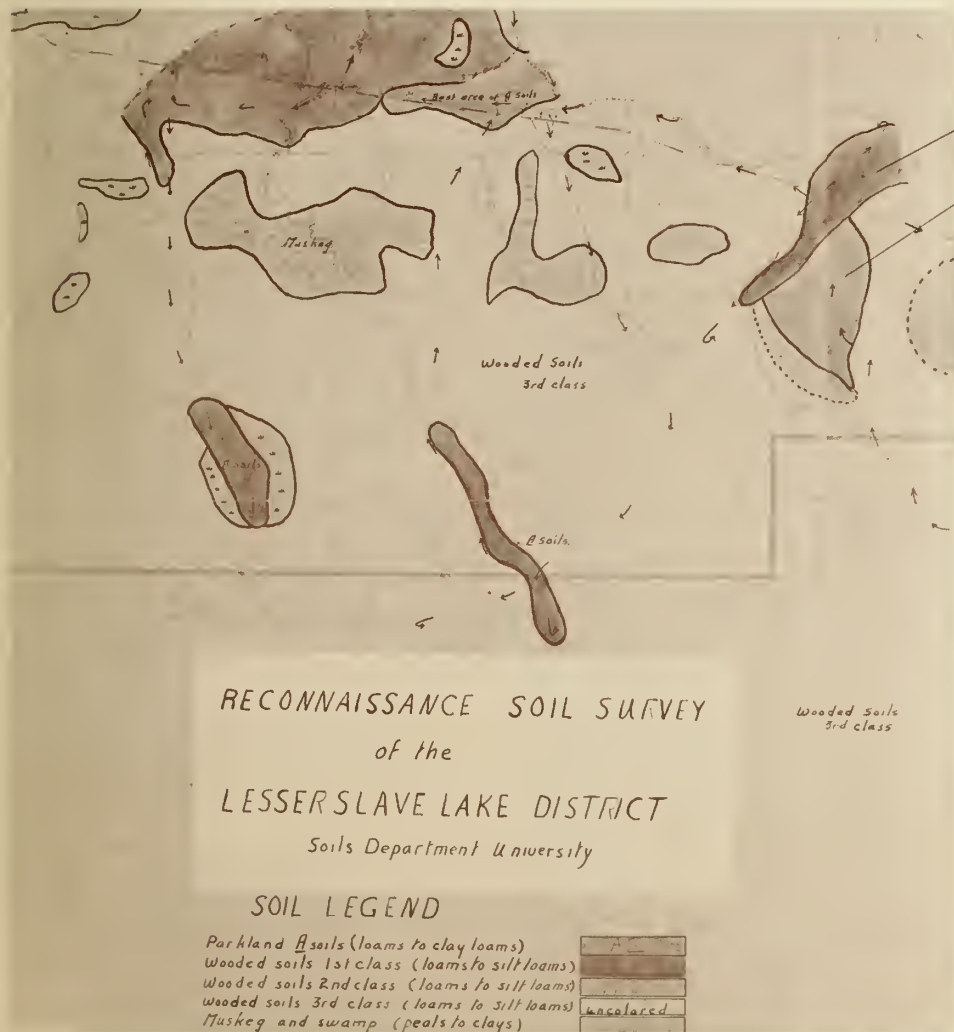 Best area of A soils
Muskeg
Wooded Soils
3rd class
A soils
A soils.
RECONNAISSANCE SOIL SURVEY
of the
LESSERSLAVE LAKE DISTRICT
Soils Department University
Wooded Soils
3rd class
SOIL LEGEND
Parkland A soils (loams to clay loams) A
Wooded soils 1st class (loams to silt loams)
Wooded soils 2nd class (loams to silt loams)
Wooded soils 3rd class (loams to silt loams) uncolored
Muskeg and swamp (peats to clays)